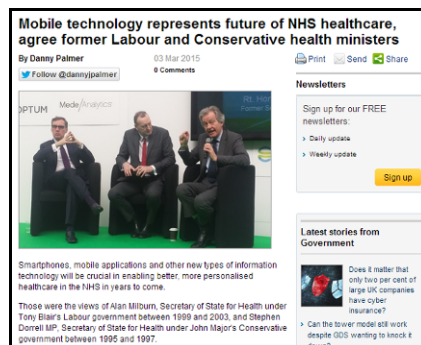 Mobile technology represents future of NHS healthcare,
agree former Labour and Conservative health ministers
By Danny Palmer
03 Mar 2015
0 Comments
Follow @dannyjpalmer
Print
Send
Share
OPTUM
MedeAnalytics
Rt. Hon
Former Se
Newsletters
Sign up for our FREE
newsletters:
Daily update
Weekly update
Sign up
Latest stories from
Government
Does it matter that
only two per cent of
large UK companies
have cyber
insurance?
Can the tower model still work
despite GDS wanting to knock it
down?
Smartphones, mobile applications and other new types of information
technology will be crucial in enabling better, more personalised
healthcare in the NHS in years to come.
Those were the views of Alan Milburn, Secretary of State for Health under
Tony Blair's Labour government between 1999 and 2003, and Stephen
Dorrell MP, Secretary of State for Health under John Major's Conservative
government between 1995 and 1997.